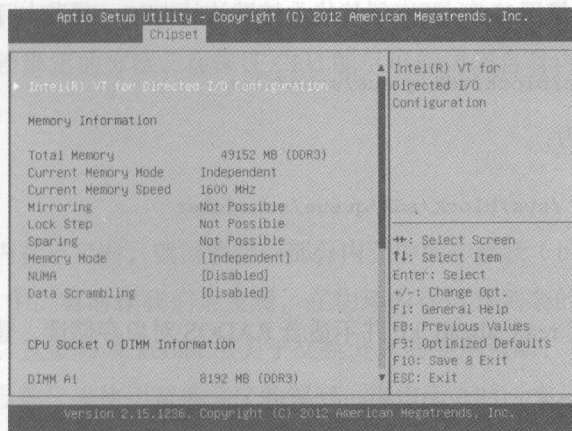 Aptio Setup Utility - Copyright (C) 2012 American Megatrends, Inc.
Chipset
Intel(R) VT for Directed I/O Configuration
Memory Information
Total Memory 49152 MB (DDR3)
Current Memory Mode Independent
Current Memory Speed 1600 MHz
Mirroring Not Possible
Lock Step Not Possible
Sparing Not Possible
Memory Mode [Independent]
NUMA [Disabled]
Data Scrambling [Disabled]
CPU Socket 0 DIMM Information
DIMM A1 8192 MB (DDR3)
Intel(R) VT for
Directed I/O
Configuration
→←: Select Screen
↑↓: Select Item
Enter: Select
+/-: Change Opt.
F1: General Help
F8: Previous Values
F9: Optimized Defaults
F10: Save & Exit
ESC: Exit
Version 2.15.1236. Copyright (C) 2012 American Megatrends, Inc.